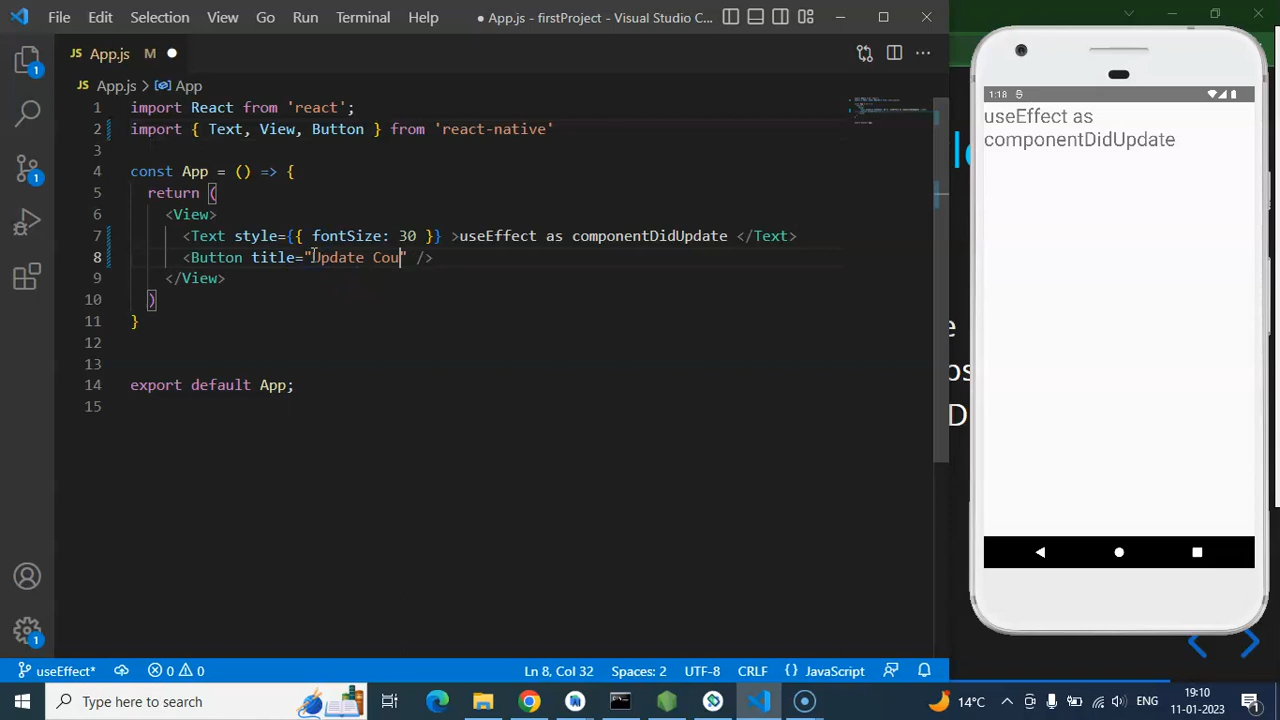 File Edit Selection View Go Run Terminal Help ● App.js - firstProject - Visual Studio C...
JS App.js M
JS App.js > App
1 import React from 'react';
2 import { Text, View, Button } from 'react-native'
3
4 const App = () => {
5 return (
6 <View>
7 <Text style={{ fontSize: 30 }} >useEffect as componentDidUpdate </Text>
8 <Button title="Update Cou" />
9 </View>
10 )
11 }
12
13
14 export default App;
15
1
1
1
1:18
useEffect as
componentDidUpdate
useEffect* 0 0 Ln 8, Col 32 Spaces: 2 UTF-8 CRLF {} JavaScript
Type here to search
14°C ENG 19:10
11-01-2023
1